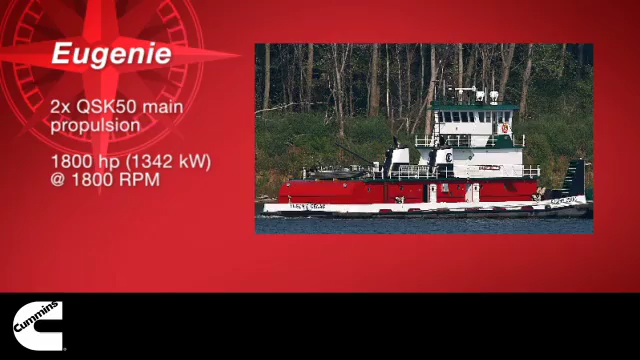 Eugenie
2x QSK50 main
propulsion
1800 hp (1342 kW)
@ 1800 RPM
Cummins